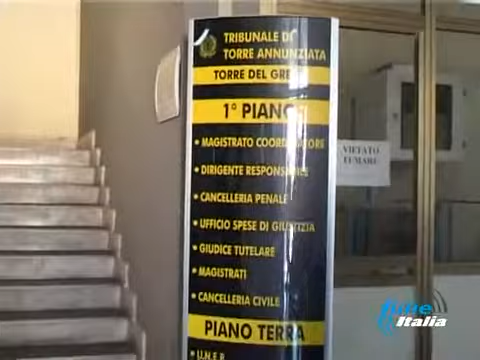 TRIBUNALE DI
TORRE ANNUNZIATA
TORRE DEL GRECO
1° PIANO
• MAGISTRATO COORDINATORE
• DIRIGENTE RESPONSABILE
• CANCELLERIA PENALE
• UFFICIO SPESE DI GIUSTIZIA
• GIUDICE TUTELARE
• MAGISTRATI
• CANCELLERIA CIVILE
PIANO TERRA
• U.N.E.P.
VIETATO
FUMARE
Italia